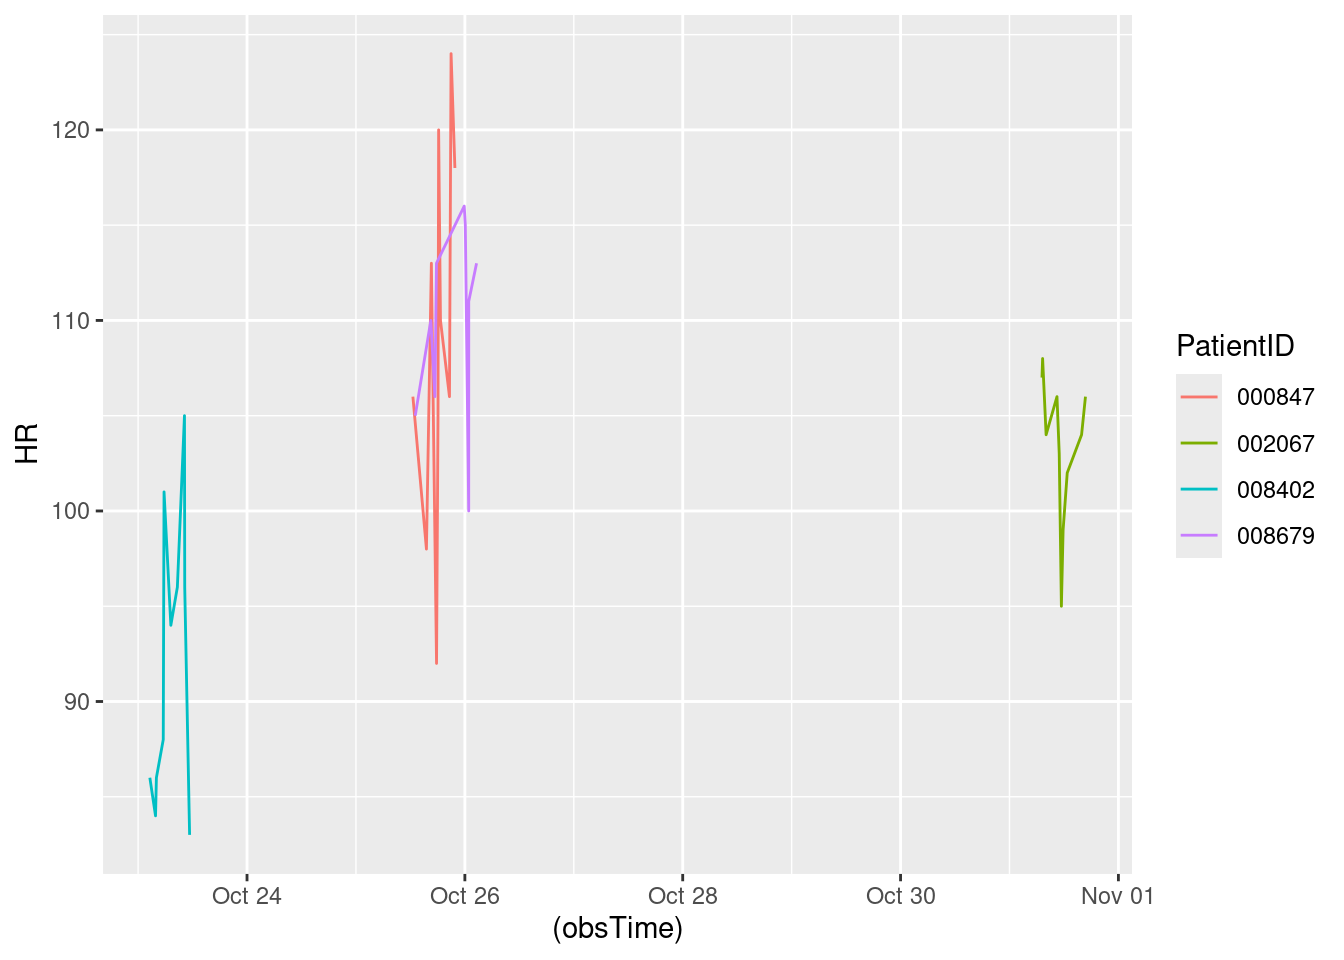 120
110
100
90
HR
Oct 24
Oct 26
Oct 28
Oct 30
Nov 01
(obsTime)
PatientID
000847
002067
008402
008679